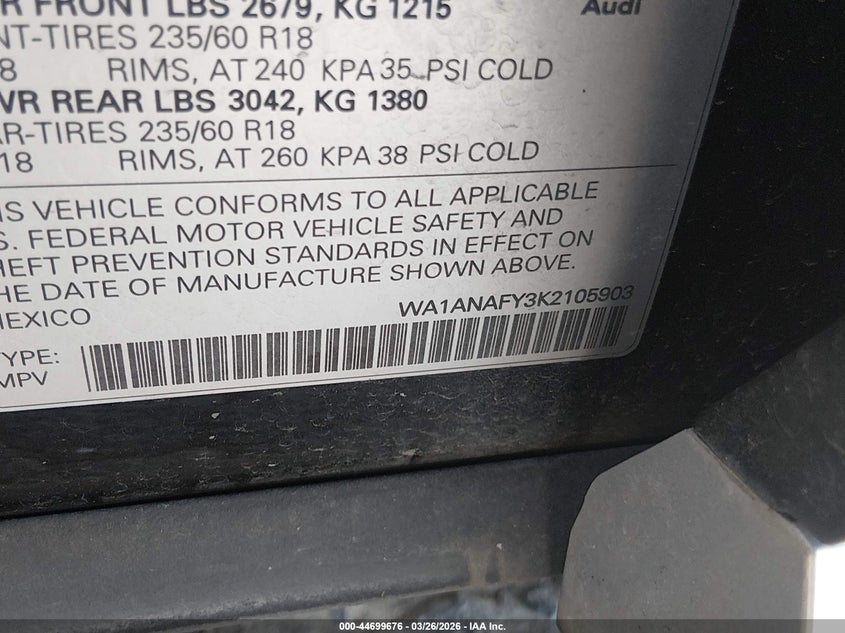 R FRONT LBS 2679, KG 1215
Audi
NT-TIRES 235/60 R18
8 RIMS, AT 240 KPA 35 PSI COLD
WR REAR LBS 3042, KG 1380
AR-TIRES 235/60 R18
18 RIMS, AT 260 KPA 38 PSI COLD
IS VEHICLE CONFORMS TO ALL APPLICABLE
S. FEDERAL MOTOR VEHICLE SAFETY AND
HEFT PREVENTION STANDARDS IN EFFECT ON
HE DATE OF MANUFACTURE SHOWN ABOVE.
MEXICO
WA1ANAFY3K2105903
TYPE:
MPV
000-44699676 - 03/26/2026 - IAA Inc.